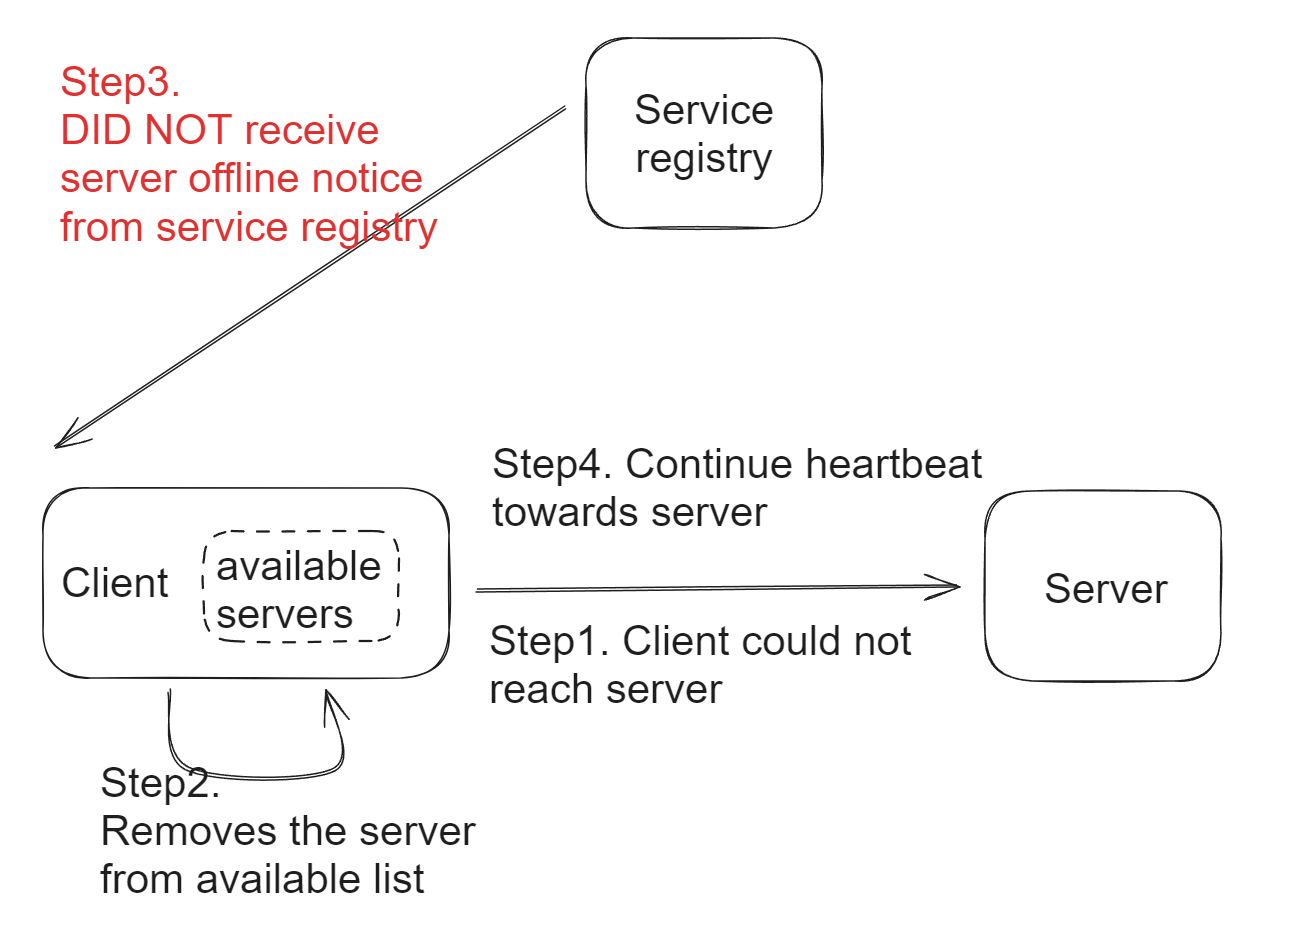 Step3.
DID NOT receive
server offline notice
from service registry
Service
registry
Step4. Continue heartbeat
towards server
Client
available
servers
Server
Step1. Client could not
reach server
Step2.
Removes the server
from available list